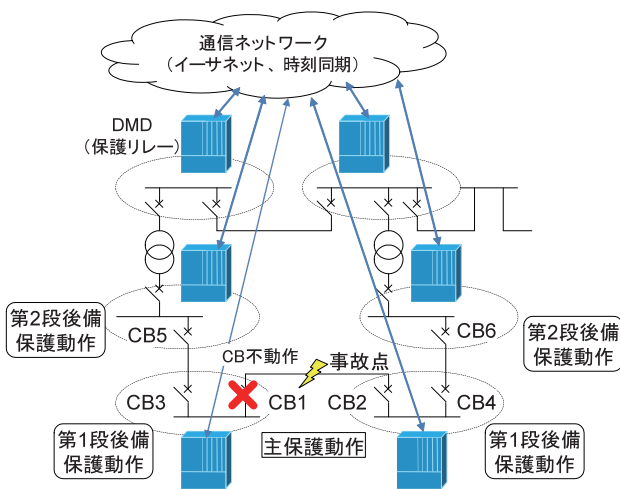 通信ネットワーク
（イーサネット、時刻同期）
DMD
（保護リレー）
第2段後備
保護動作
CB5
CB6
第2段後備
保護動作
CB不動作
事故点
CB3
CB1
CB2
CB4
第1段後備
保護動作
主保護動作
第1段後備
保護動作